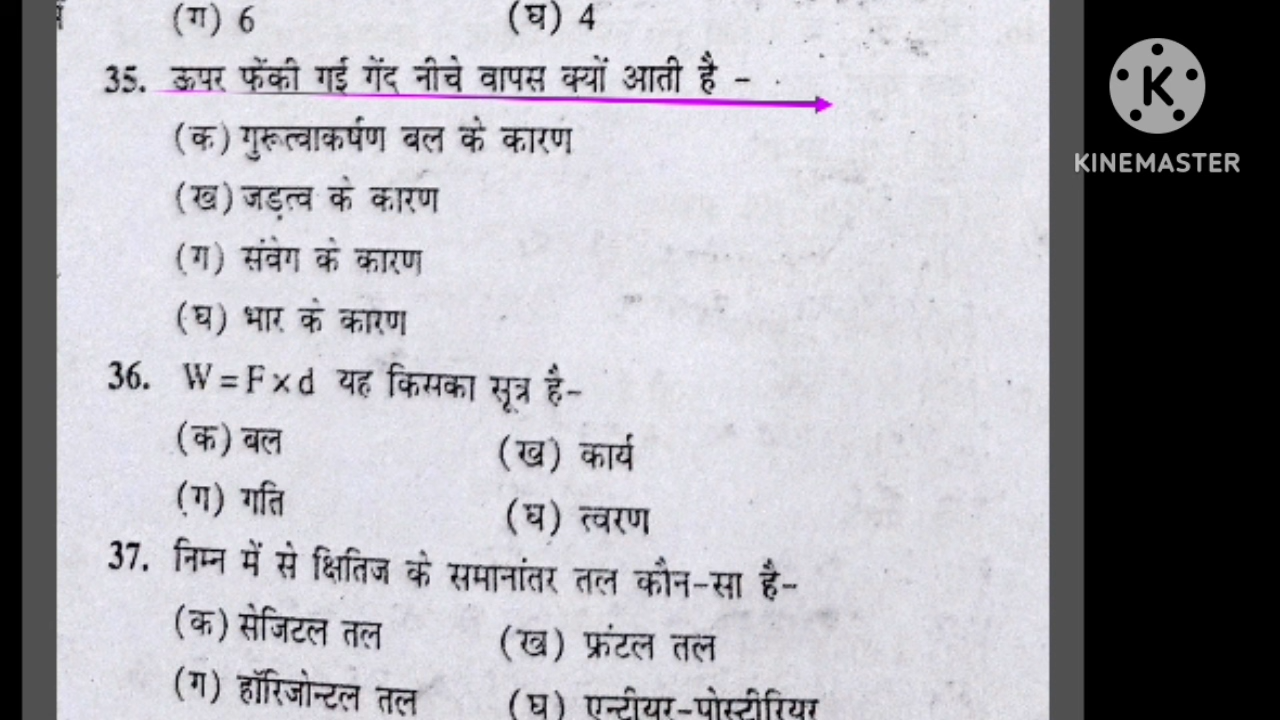 (ग) 6 (घ) 4
35. ऊपर फेंकी गई गेंद नीचे वापस क्यों आती है -
(क) गुरूत्वाकर्षण बल के कारण
(ख) जड़त्व के कारण
(ग) संवेग के कारण
(घ) भार के कारण
36. W = F × d यह किसका सूत्र है-
(क) बल (ख) कार्य
(ग) गति (घ) त्वरण
37. निम्न में से क्षितिज के समानांतर तल कौन-सा है-
(क) सेजिटल तल (ख) फ्रंटल तल
(ग) हॉरिजोन्टल तल (घ) एन्टीयर-पोस्टीरियर
K
KINEMASTER